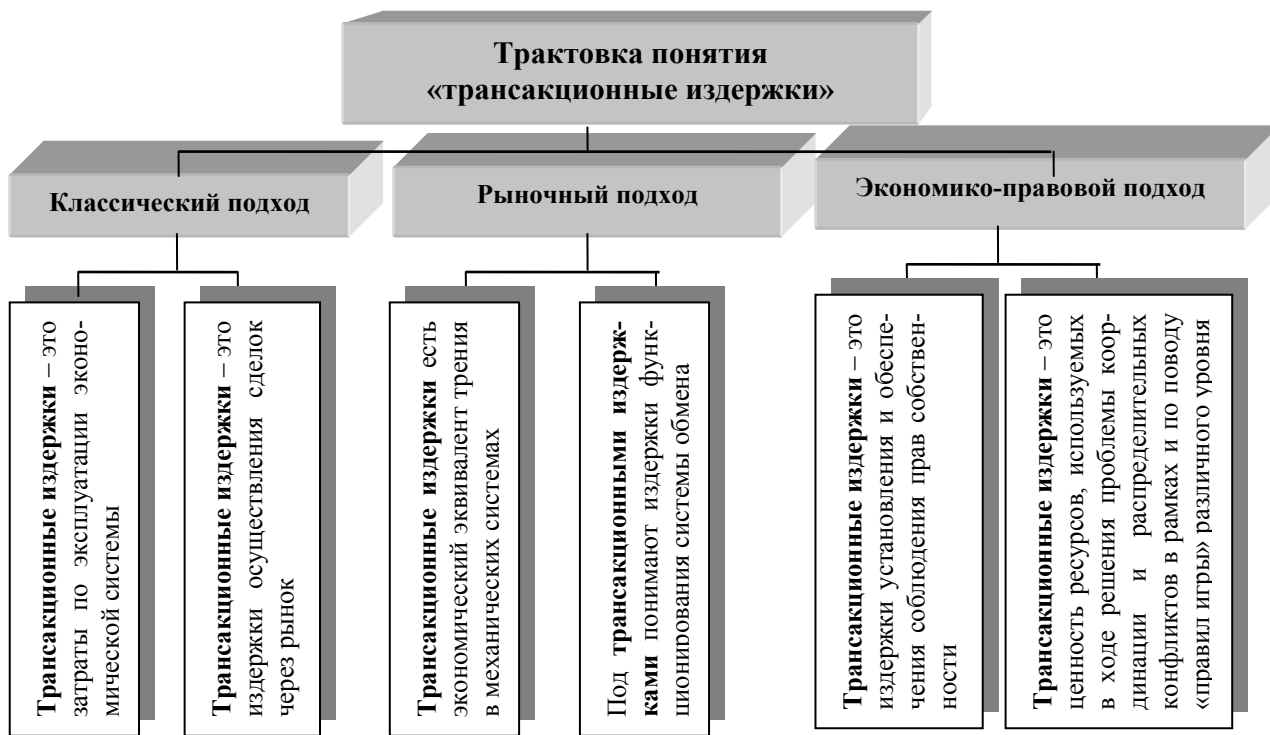 Трактовка понятия
«трансакционные издержки»
Классический подход
Рыночный подход
Экономико-правовой подход
Трансакционные издержки – это
затраты по эксплуатации эконо-
мической системы
Трансакционные издержки – это
издержки осуществления сделок
через рынок
Трансакционные издержки есть
экономический эквивалент трения
в механических системах
Под трансакционными издерж-
ками понимают издержки функ-
ционирования системы обмена
Трансакционные издержки – это
издержки установления и обеспе-
чения соблюдения прав собствен-
ности
Трансакционные издержки – это
ценность ресурсов, используемых
в ходе решения проблемы коор-
динации и распределительных
конфликтов в рамках и по поводу
«правил игры» различного уровня